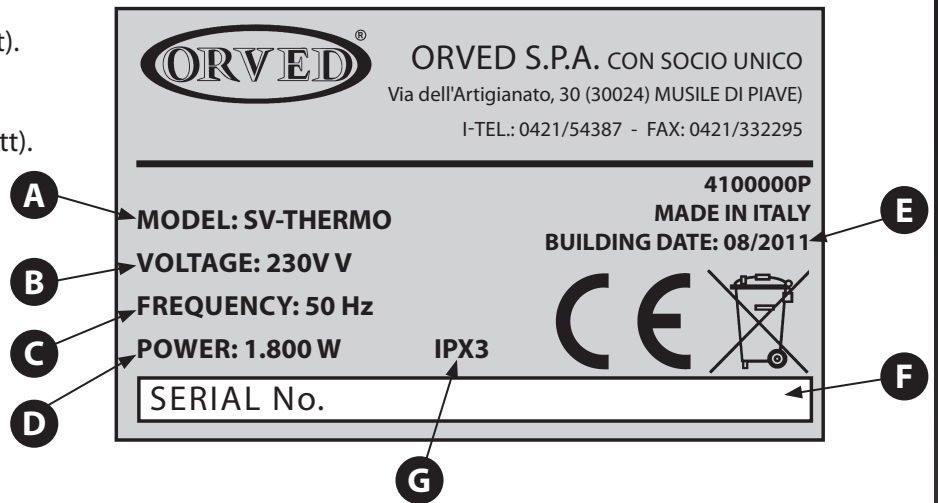 t).
tt).
ORVED®
ORVED S.P.A. CON SOCIO UNICO
Via dell'Artigianato, 30 (30024) MUSILE DI PIAVE)
I-TEL.: 0421/54387 - FAX: 0421/332295
4100000P
MADE IN ITALY
BUILDING DATE: 08/2011
A
MODEL: SV-THERMO
B
VOLTAGE: 230V V
C
FREQUENCY: 50 Hz
D
POWER: 1.800 W
IPX3
CE
E
SERIAL No.
F
G